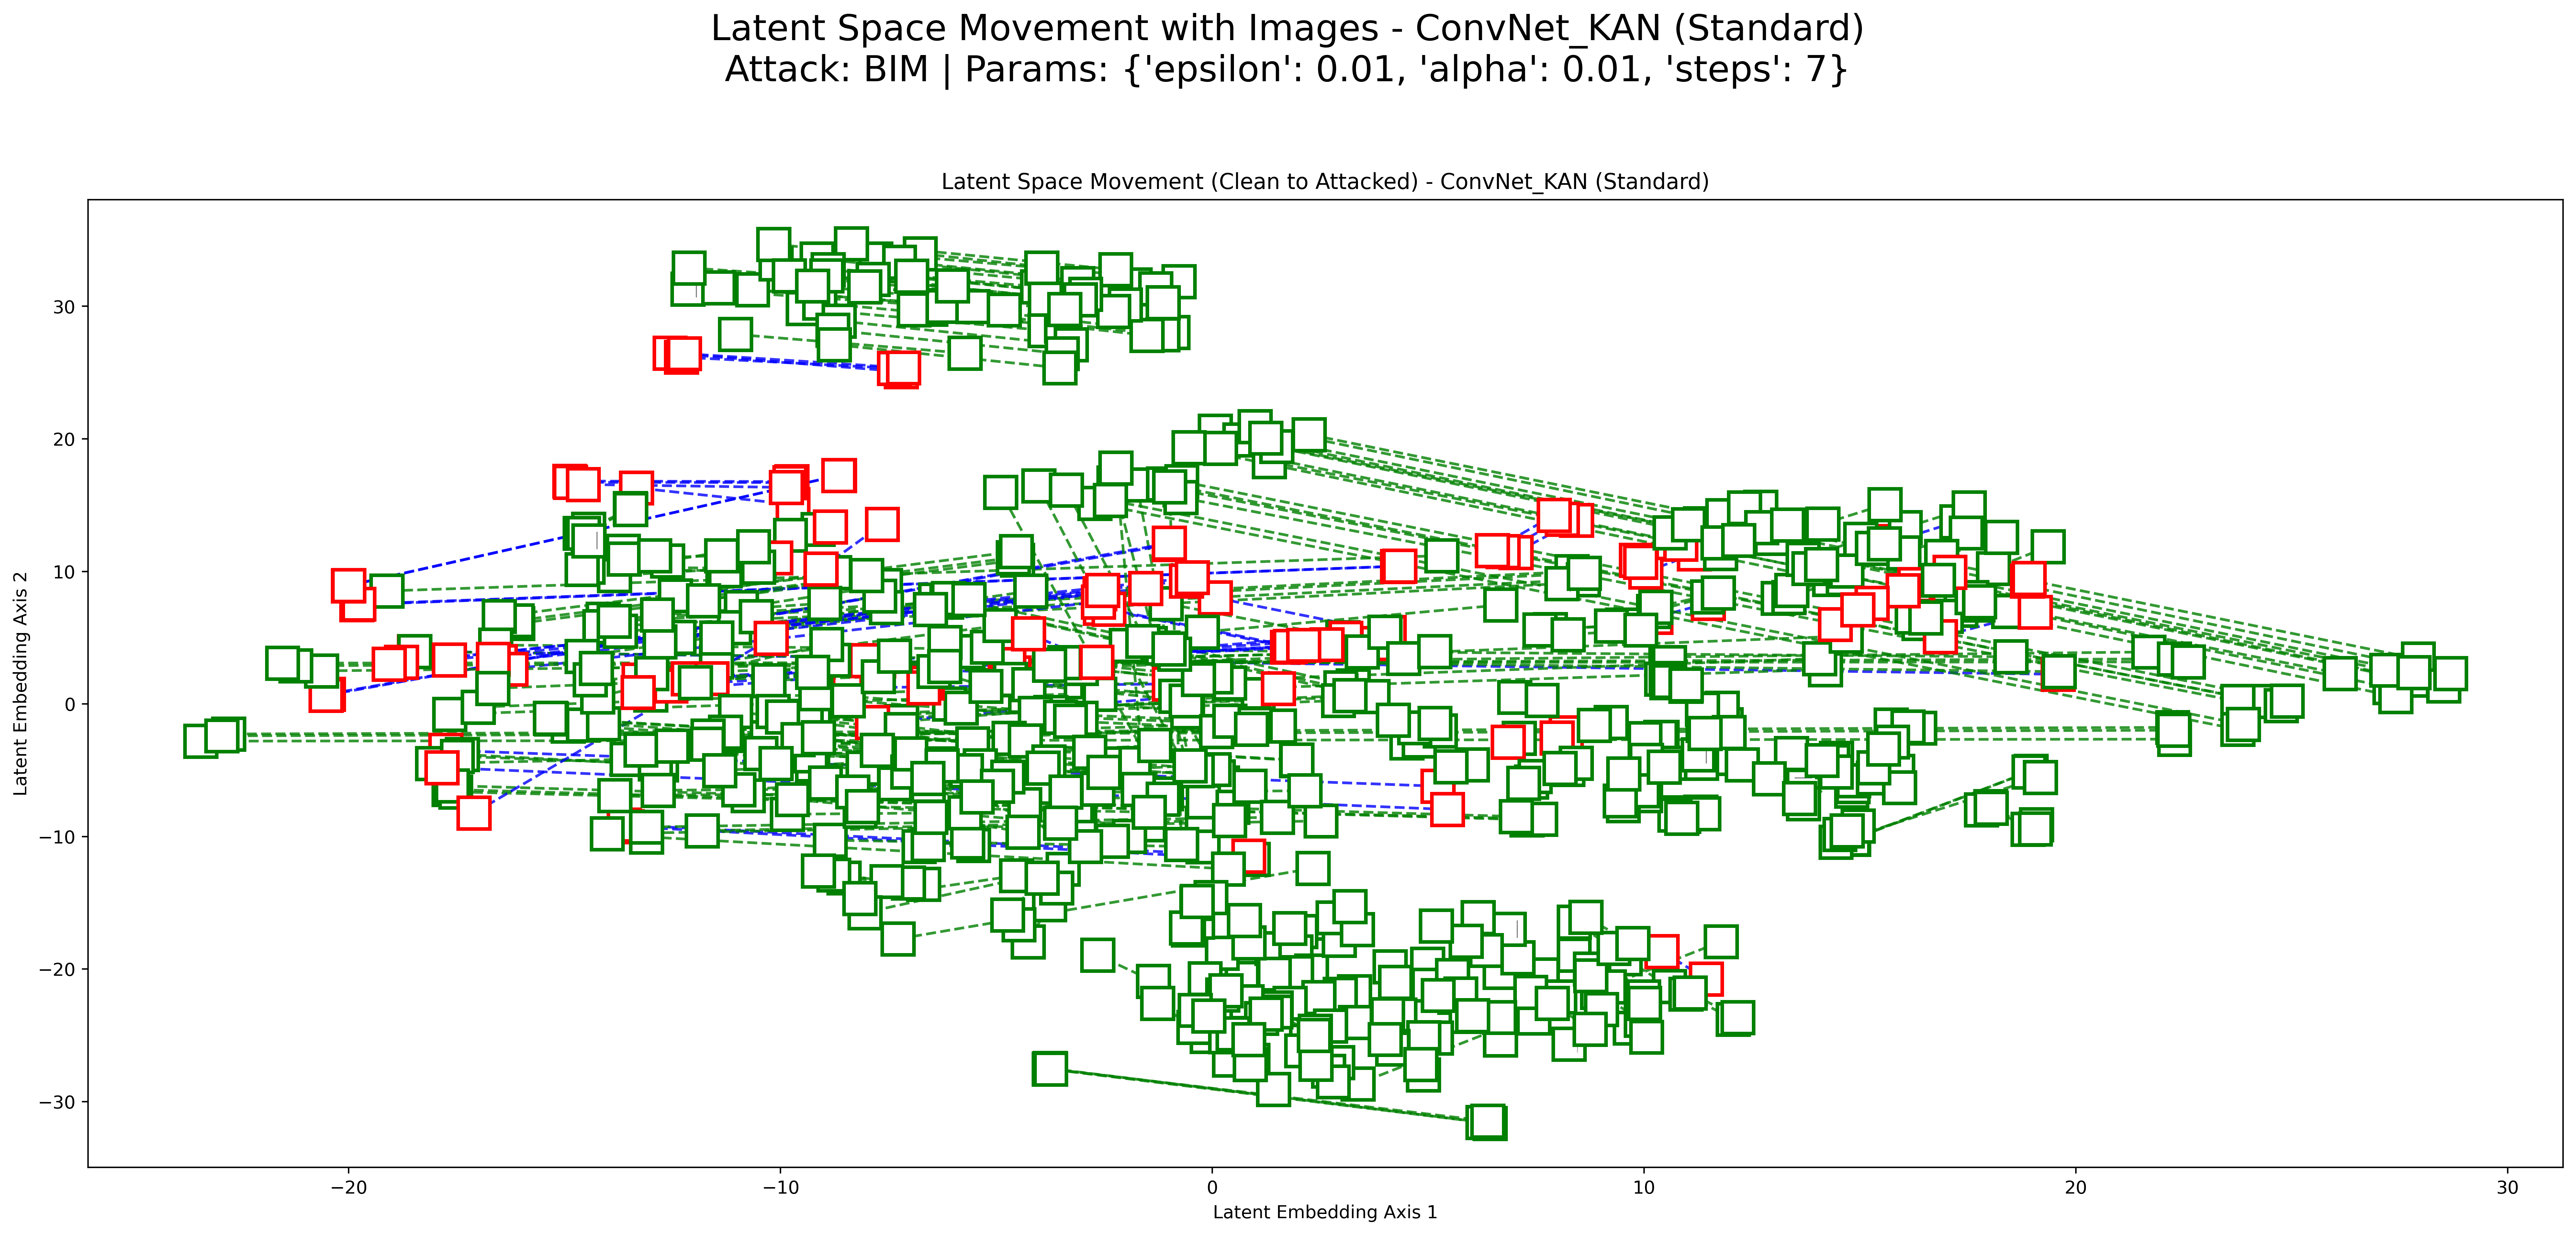 Latent Space Movement with Images - ConvNet_KAN (Standard)
Attack: BIM | Params: {'epsilon': 0.01, 'alpha': 0.01, 'steps': 7}
Latent Space Movement (Clean to Attacked) - ConvNet_KAN (Standard)
Latent Embedding Axis 2
30
20
10
0
−10
−20
−30
−20
−10
0
10
20
30
Latent Embedding Axis 1